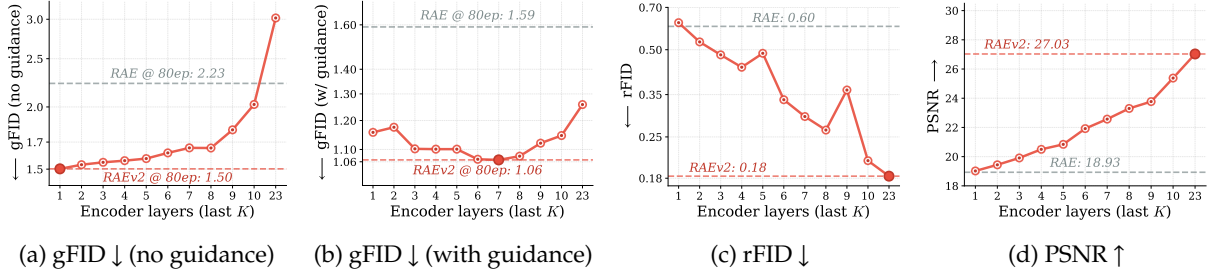 3.0
2.5
2.0
1.7
1.5
⟵ gFID (no guidance)
RAE @ 80ep: 2.23
RAEv2 @ 80ep: 1.50
1 2 3 4 5 6 7 8 9 10 23
Encoder layers (last K)
(a) gFID ↓ (no guidance)
1.60
1.40
1.30
1.20
1.10
1.06
⟵ gFID (w/ guidance)
RAE @ 80ep: 1.59
RAEv2 @ 80ep: 1.06
1 2 3 4 5 6 7 8 9 10 23
Encoder layers (last K)
(b) gFID ↓ (with guidance)
0.70
0.50
0.35
0.25
0.18
⟵ rFID
RAE: 0.60
RAEv2: 0.18
1 2 3 4 5 6 7 8 9 10 23
Encoder layers (last K)
(c) rFID ↓
30
28
26
24
22
20
18
PSNR ⟶
RAEv2: 27.03
RAE: 18.93
1 2 3 4 5 6 7 8 9 10 23
Encoder layers (last K)
(d) PSNR ↑